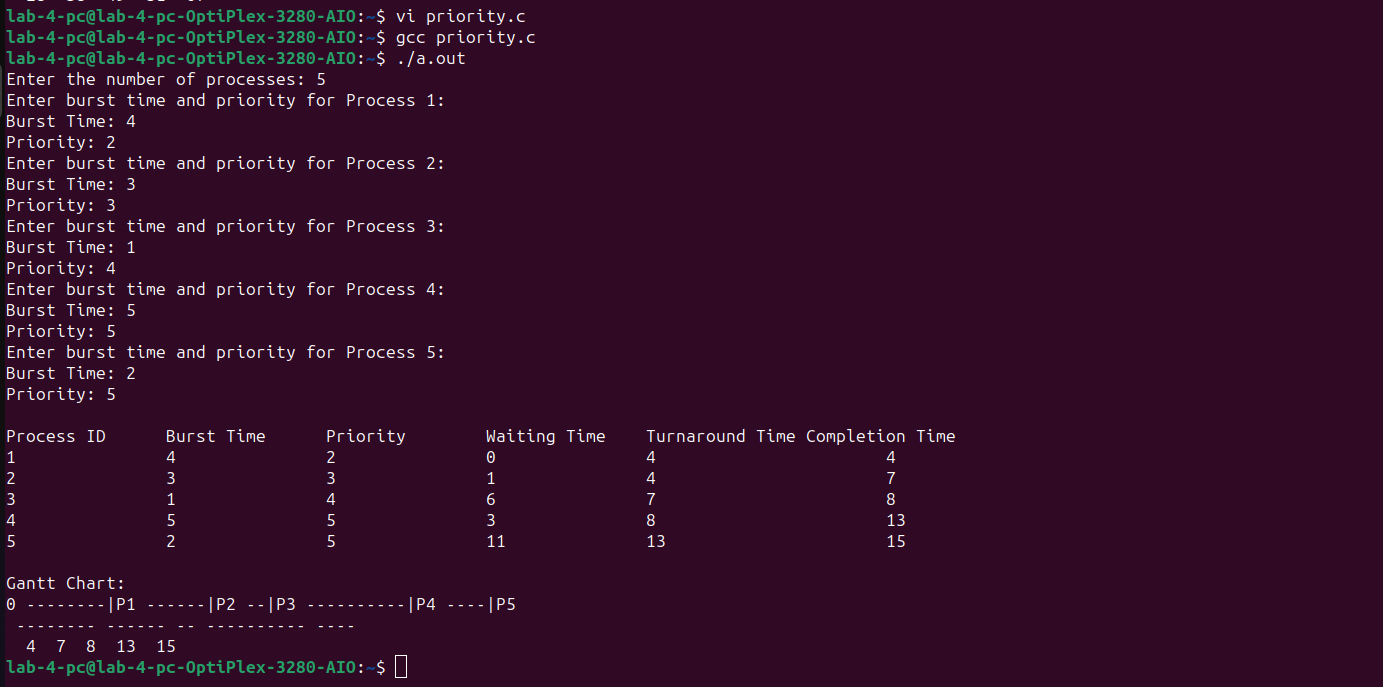 lab-4-pc@lab-4-pc-OptiPlex-3280-AIO:~$ vi priority.c
lab-4-pc@lab-4-pc-OptiPlex-3280-AIO:~$ gcc priority.c
lab-4-pc@lab-4-pc-OptiPlex-3280-AIO:~$ ./a.out
Enter the number of processes: 5
Enter burst time and priority for Process 1:
Burst Time: 4
Priority: 2
Enter burst time and priority for Process 2:
Burst Time: 3
Priority: 3
Enter burst time and priority for Process 3:
Burst Time: 1
Priority: 4
Enter burst time and priority for Process 4:
Burst Time: 5
Priority: 5
Enter burst time and priority for Process 5:
Burst Time: 2
Priority: 5

Process ID      Burst Time      Priority        Waiting Time    Turnaround Time Completion Time
1               4               2               0               4                       4
2               3               3               1               4                       7
3               1               4               6               7                       8
4               5               5               3               8                       13
5               2               5               11              13                      15

Gantt Chart:
0 --------|P1 ------|P2 --|P3 ----------|P4 ----|P5
 -------- ------ -- ---------- ----
  4  7  8  13  15
lab-4-pc@lab-4-pc-OptiPlex-3280-AIO:~$